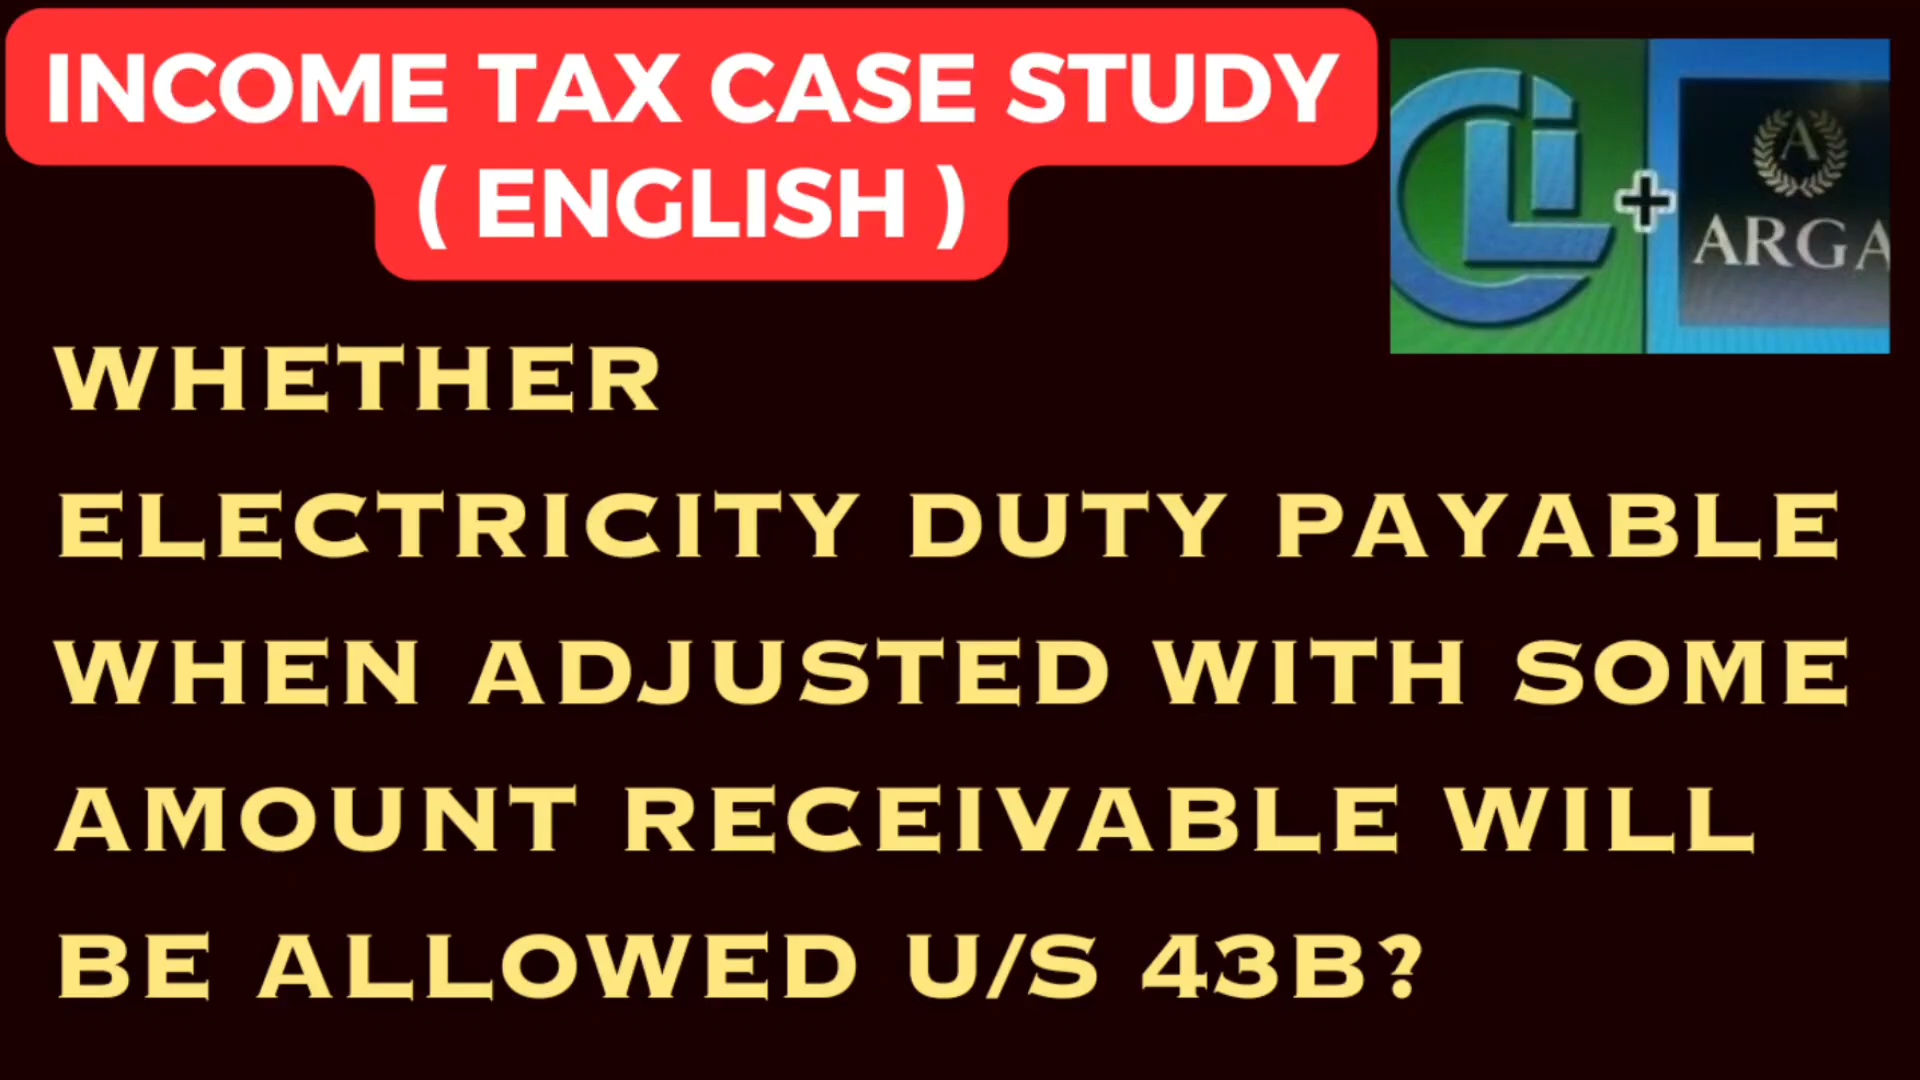 INCOME TAX CASE STUDY
( ENGLISH )
CLi
+
A
ARGA
WHETHER
ELECTRICITY DUTY PAYABLE
WHEN ADJUSTED WITH SOME
AMOUNT RECEIVABLE WILL
BE ALLOWED U/S 43B?